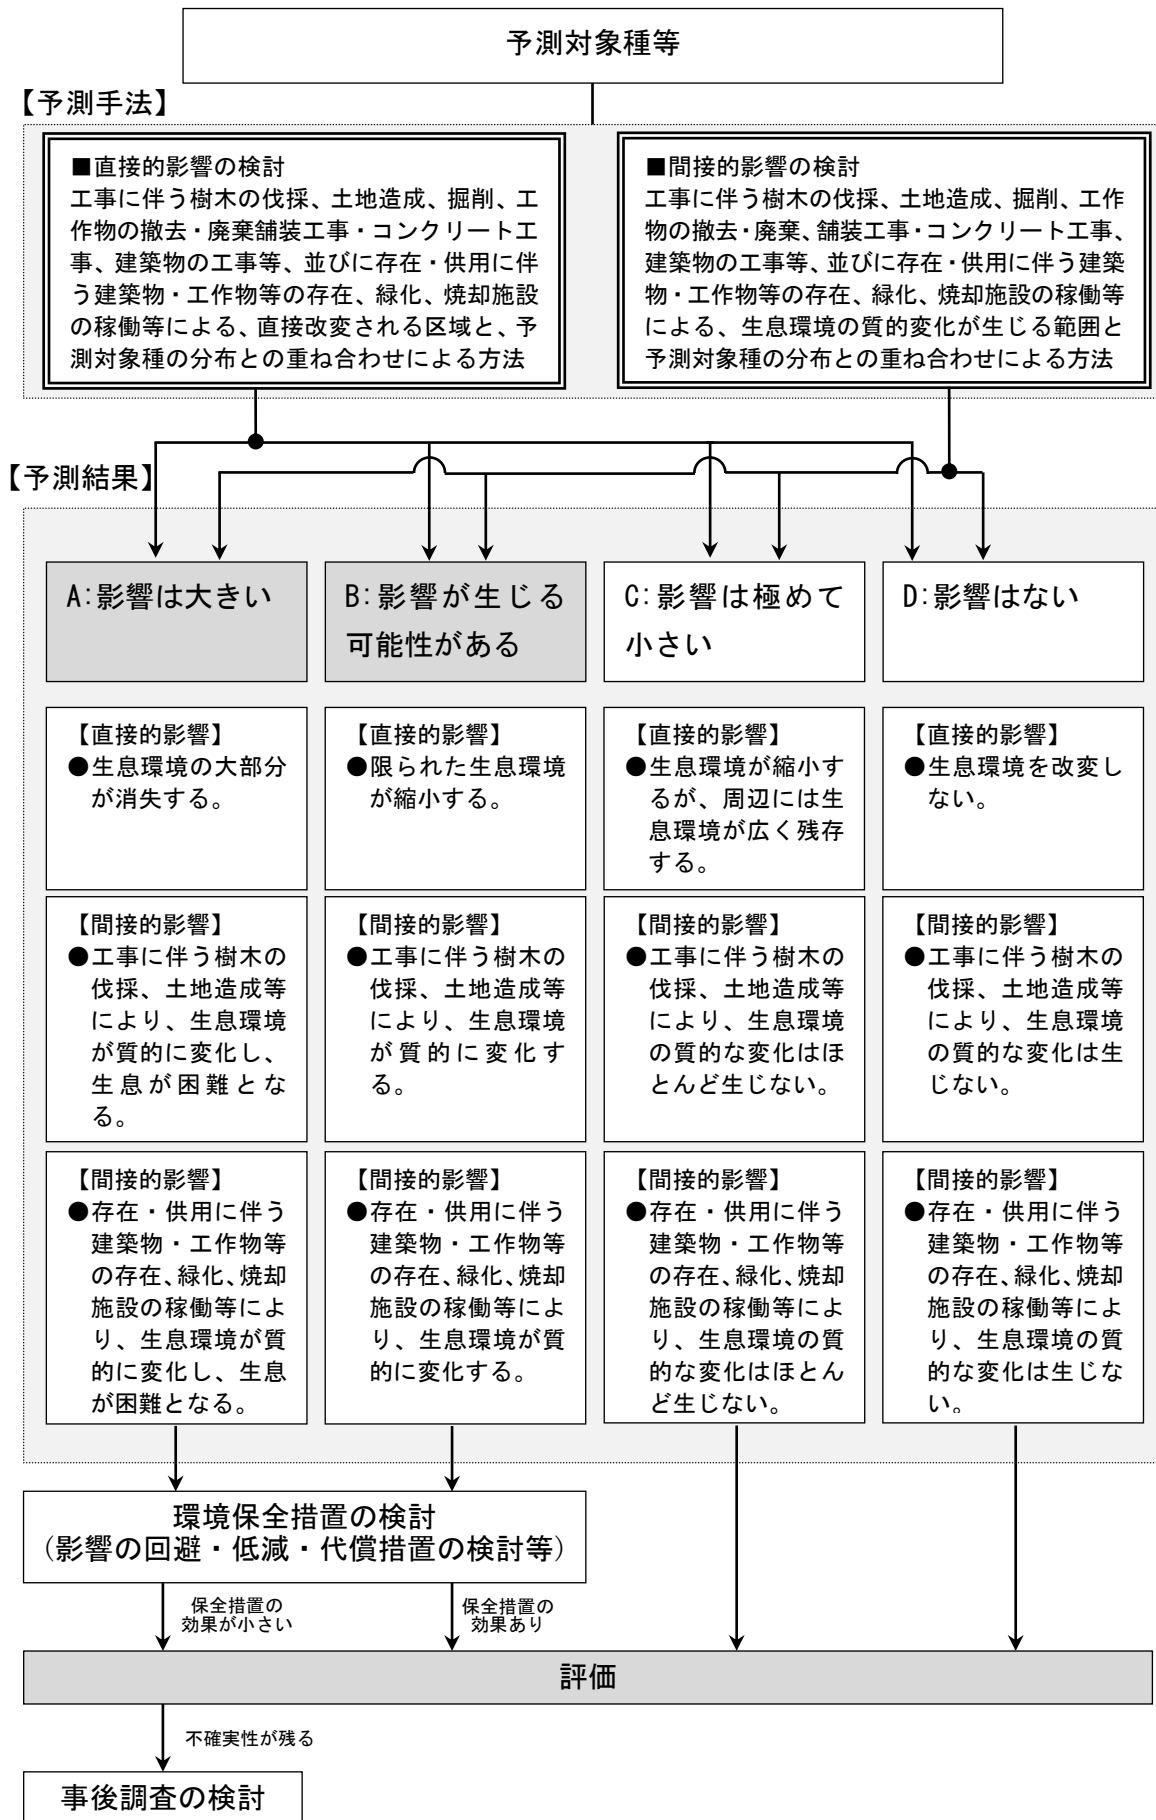 予測対象種等
【予測手法】
■直接的影響の検討
工事に伴う樹木の伐採、土地造成、掘削、工
作物の撤去・廃棄舗装工事・コンクリート工
事、建築物の工事等、並びに存在・供用に伴
う建築物・工作物等の存在、緑化、焼却施設
の稼働等による、直接改変される区域と、予
測対象種の分布との重ね合わせによる方法
■間接的影響の検討
工事に伴う樹木の伐採、土地造成、掘削、工作
物の撤去・廃棄、舗装工事・コンクリート工事、
建築物の工事等、並びに存在・供用に伴う建築
物・工作物等の存在、緑化、焼却施設の稼働等
による、生息環境の質的変化が生じる範囲と
予測対象種の分布との重ね合わせによる方法
【予測結果】
A:影響は大きい
B:影響が生じる
可能性がある
C:影響は極めて
小さい
D:影響はない
【直接的影響】
●生息環境の大部分
が消失する。
【直接的影響】
●限られた生息環境
が縮小する。
【直接的影響】
●生息環境が縮小す
るが、周辺には生
息環境が広く残存
する。
【直接的影響】
●生息環境を改変し
ない。
【間接的影響】
●工事に伴う樹木の
伐採、土地造成等
により、生息環境
が質的に変化し、
生息が困難とな
る。
【間接的影響】
●工事に伴う樹木の
伐採、土地造成等
により、生息環境
が質的に変化す
る。
【間接的影響】
●工事に伴う樹木の
伐採、土地造成等
により、生息環境
の質的な変化はほ
とんど生じない。
【間接的影響】
●工事に伴う樹木の
伐採、土地造成等
により、生息環境
の質的な変化は生
じない。
【間接的影響】
●存在・供用に伴う
建築物・工作物等
の存在、緑化、焼却
施設の稼働等によ
り、生息環境が質
的に変化し、生息
が困難となる。
【間接的影響】
●存在・供用に伴う
建築物・工作物等
の存在、緑化、焼却
施設の稼働等によ
り、生息環境が質
的に変化する。
【間接的影響】
●存在・供用に伴う
建築物・工作物等
の存在、緑化、焼却
施設の稼働等によ
り、生息環境の質
的な変化はほとん
ど生じない。
【間接的影響】
●存在・供用に伴う
建築物・工作物等
の存在、緑化、焼却
施設の稼働等によ
り、生息環境の質
的な変化は生じな
い。
環境保全措置の検討
(影響の回避・低減・代償措置の検討等)
保全措置の
効果が小さい
保全措置の
効果あり
評価
不確実性が残る
事後調査の検討